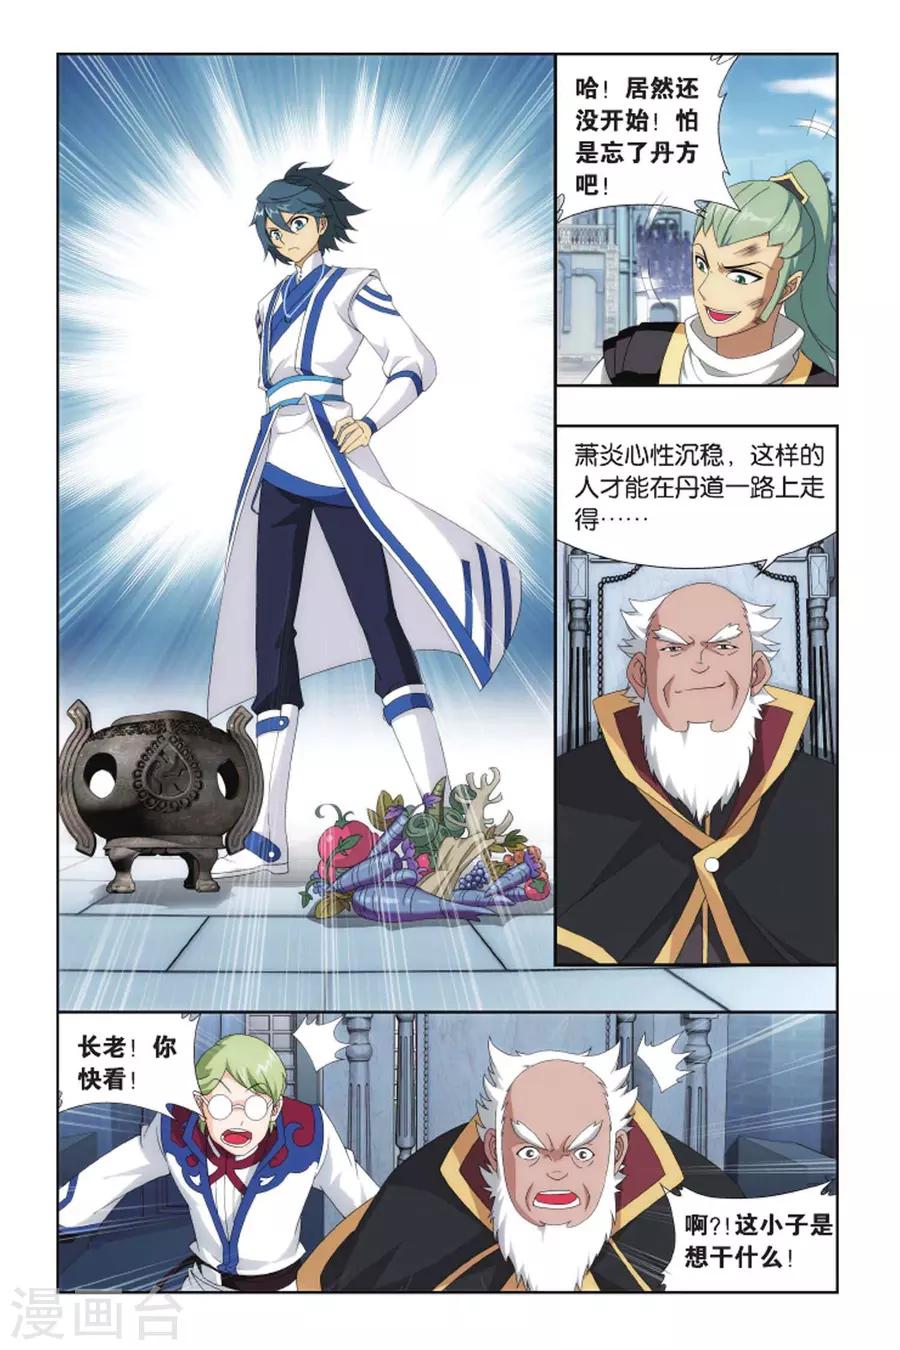 哈！居然还
没开始！怕
是忘了丹方
吧！
萧炎心性沉稳，这样的
人才能在丹道一路上走
得……
长老！你
快看！
啊？！这小子是
想干什么！
漫画台